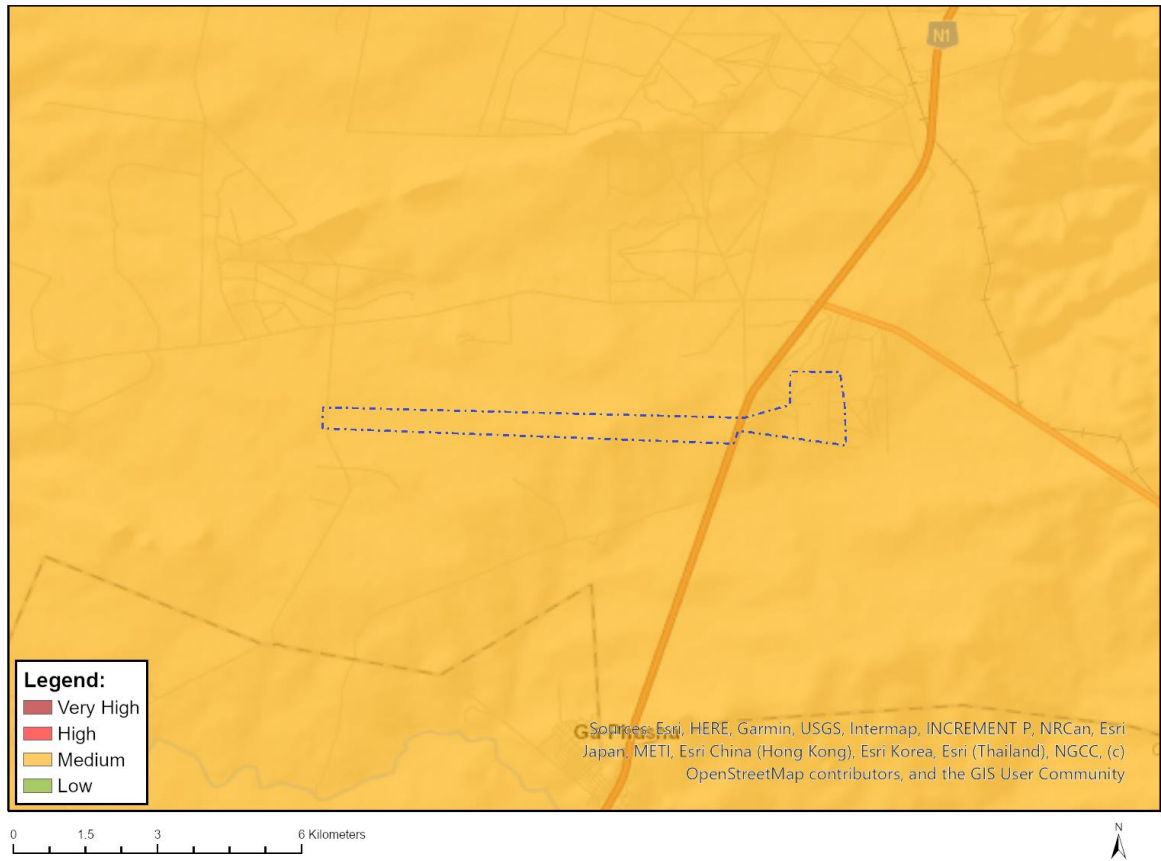 N1
Legend:
Very High
High
Medium
Low
Sources: Esri, HERE, Garmin, USGS, Intermap, INCREMENT P, NRCan, Esri
Japan, METI, Esri China (Hong Kong), Esri Korea, Esri (Thailand), NGCC, (c)
OpenStreetMap contributors, and the GIS User Community
0 1.5 3 6 Kilometers
N